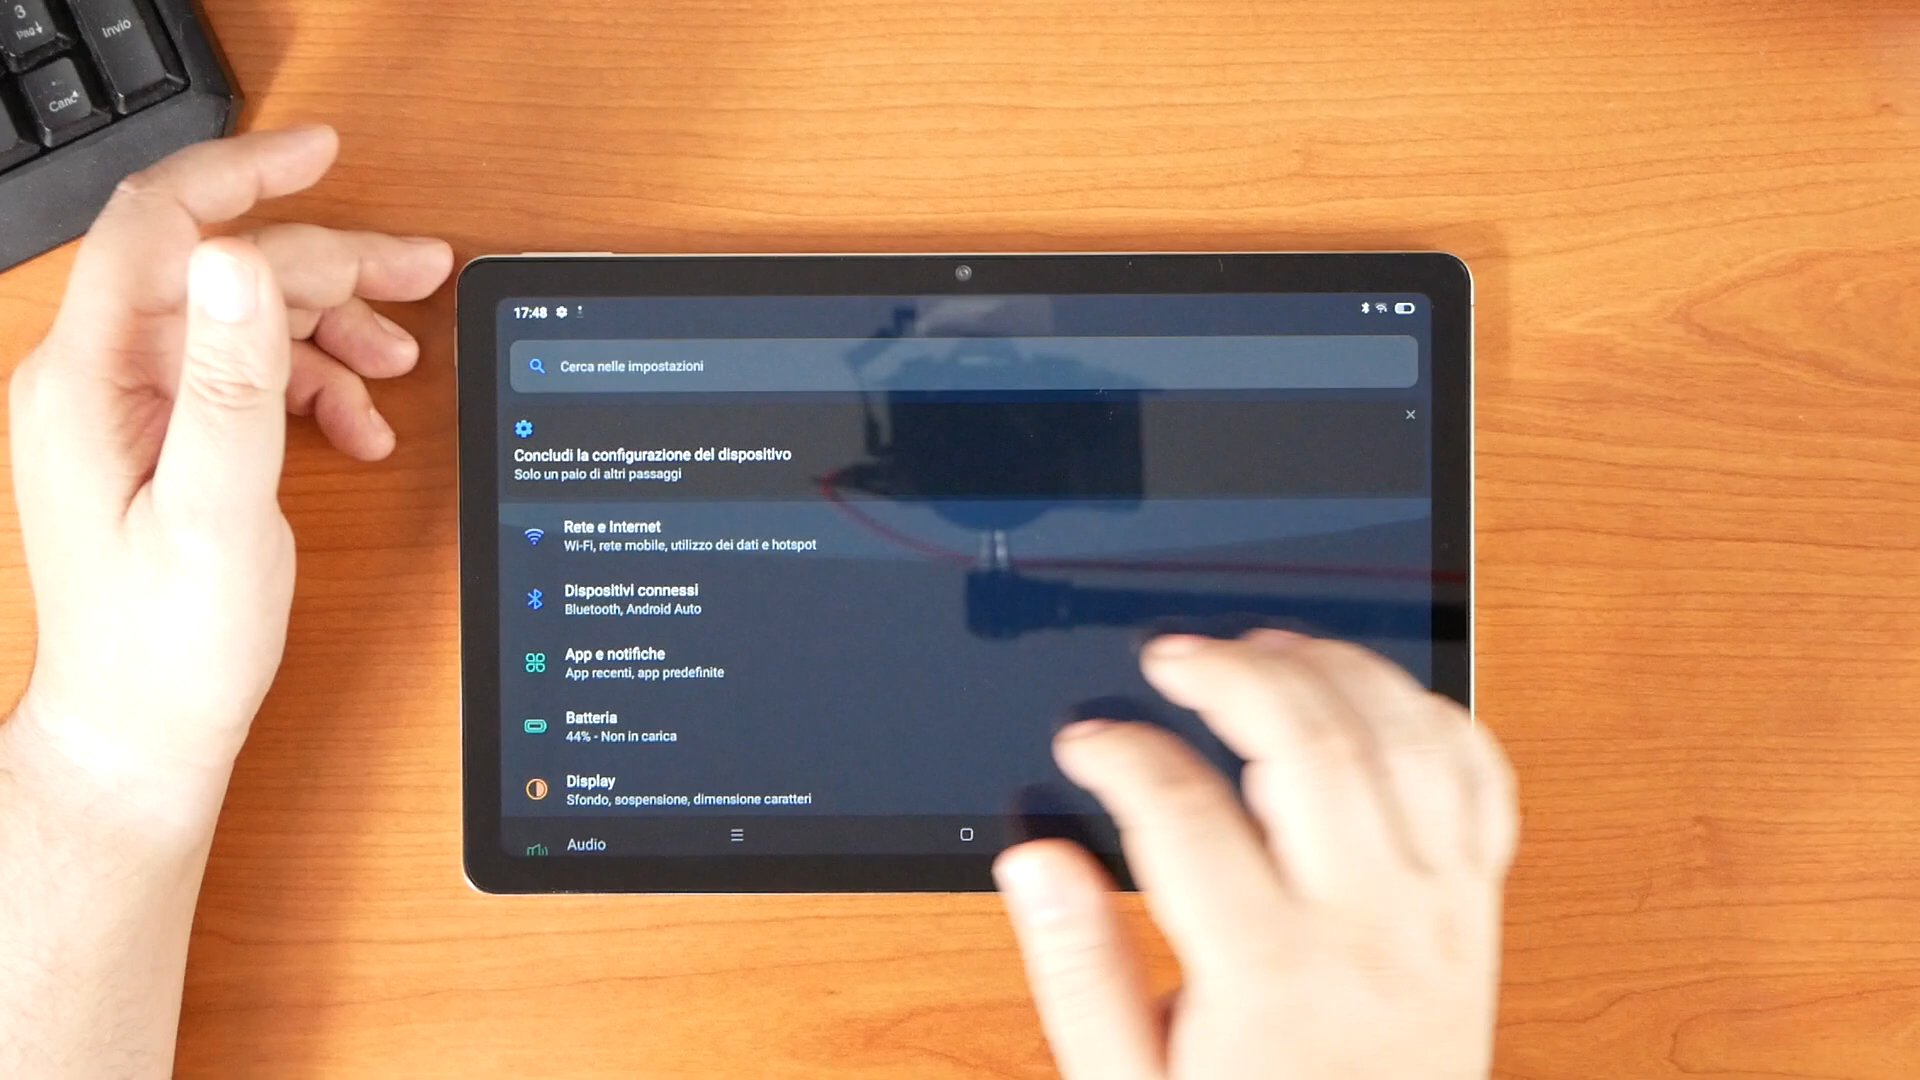 3
Pag↓
Invio
Canc
17:48
Cerca nelle impostazioni
Concludi la configurazione del dispositivo
Solo un paio di altri passaggi
Rete e Internet
Wi-Fi, rete mobile, utilizzo dei dati e hotspot
Dispositivi connessi
Bluetooth, Android Auto
App e notifiche
App recenti, app predefinite
Batteria
44% - Non in carica
Display
Sfondo, sospensione, dimensione caratteri
Audio